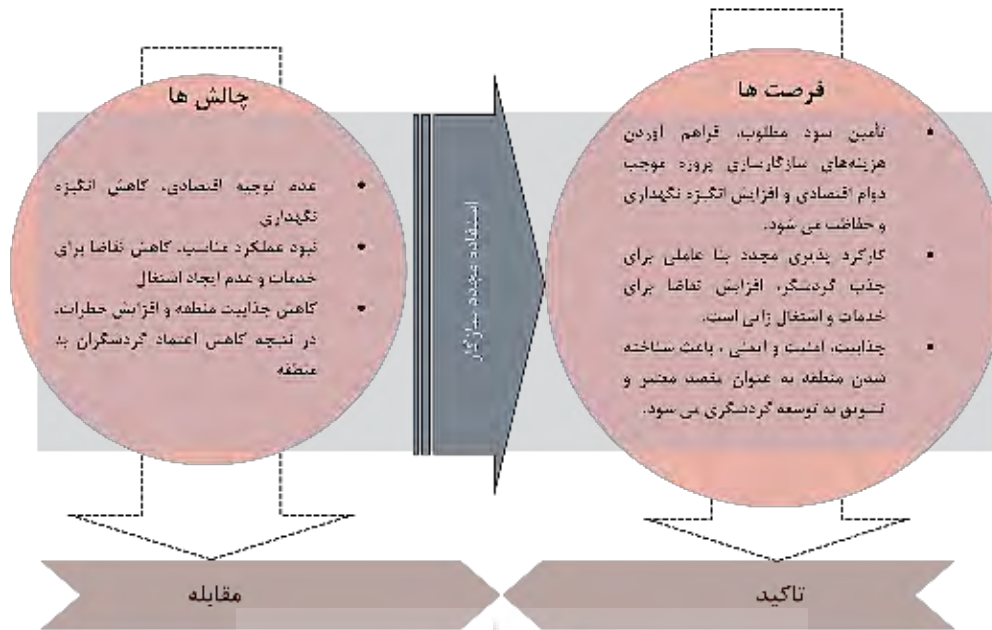 چالش ها
عدم توجیه اقتصادی، کاهش انگیزه
نگهداری
نبود عملکرد مناسب، کاهش تقاضا برای
خدمات و عدم ایجاد اشتغال
کاهش جذابیت منطقه و افزایش خطرات،
در نتیجه کاهش اعتماد گردشگران به
منطقه
استفاده مجدد سازگار
فرصت ها
تأمین سود مطلوب، فراهم آوردن
هزینه‌های سازگارسازی پروژه موجب
دوام اقتصادی و افزایش انگیزه نگهداری
و حفاظت می شود.
کارکرد پذیری مجدد بنا عاملی برای
جذب گردشگر، افزایش تقاضا برای
خدمات و اشتغال زایی است.
جذابیت، امنیت و ایمنی ، باعث شناخته
شدن منطقه به عنوان مقصد معتبر و
تشویق به توسعه گردشگری می شود.
مقابله
تاکید